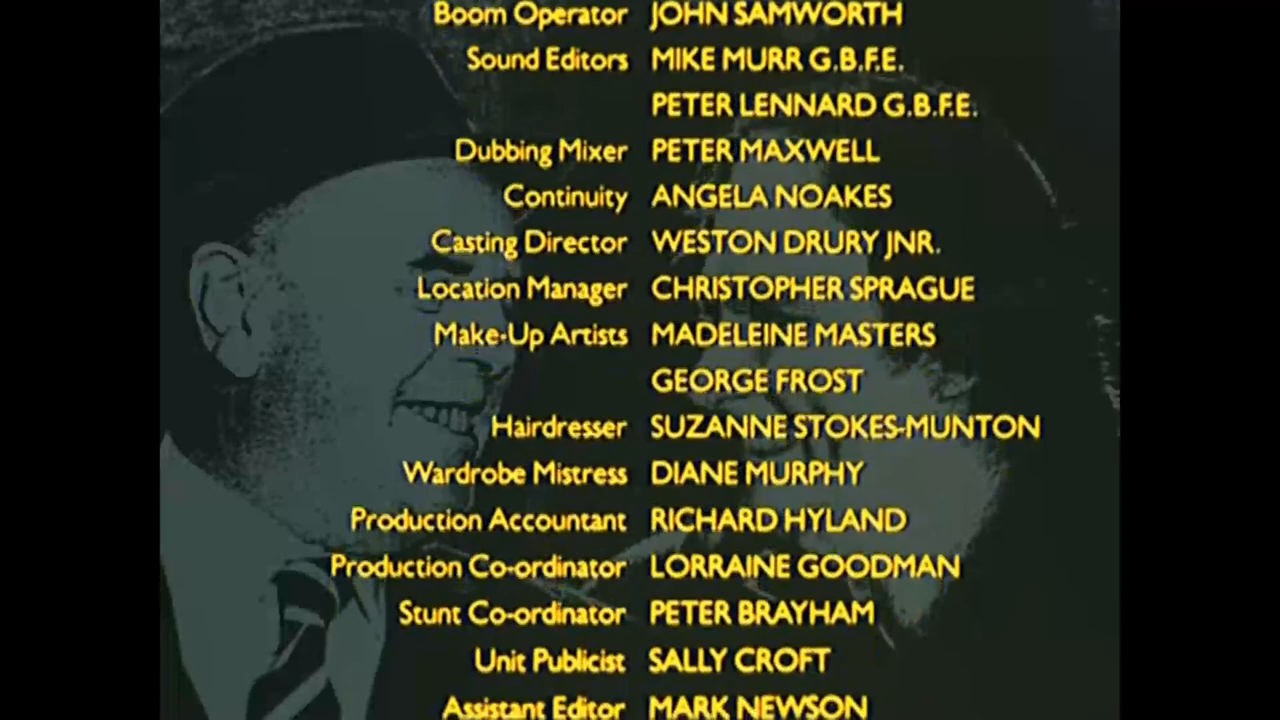 Boom Operator JOHN SAMWORTH
Sound Editors MIKE MURR G.B.F.E.
PETER LENNARD G.B.F.E.
Dubbing Mixer PETER MAXWELL
Continuity ANGELA NOAKES
Casting Director WESTON DRURY JNR.
Location Manager CHRISTOPHER SPRAGUE
Make-Up Artists MADELEINE MASTERS
GEORGE FROST
Hairdresser SUZANNE STOKES-MUNTON
Wardrobe Mistress DIANE MURPHY
Production Accountant RICHARD HYLAND
Production Co-ordinator LORRAINE GOODMAN
Stunt Co-ordinator PETER BRAYHAM
Unit Publicist SALLY CROFT
Assistant Editor MARK NEWSON